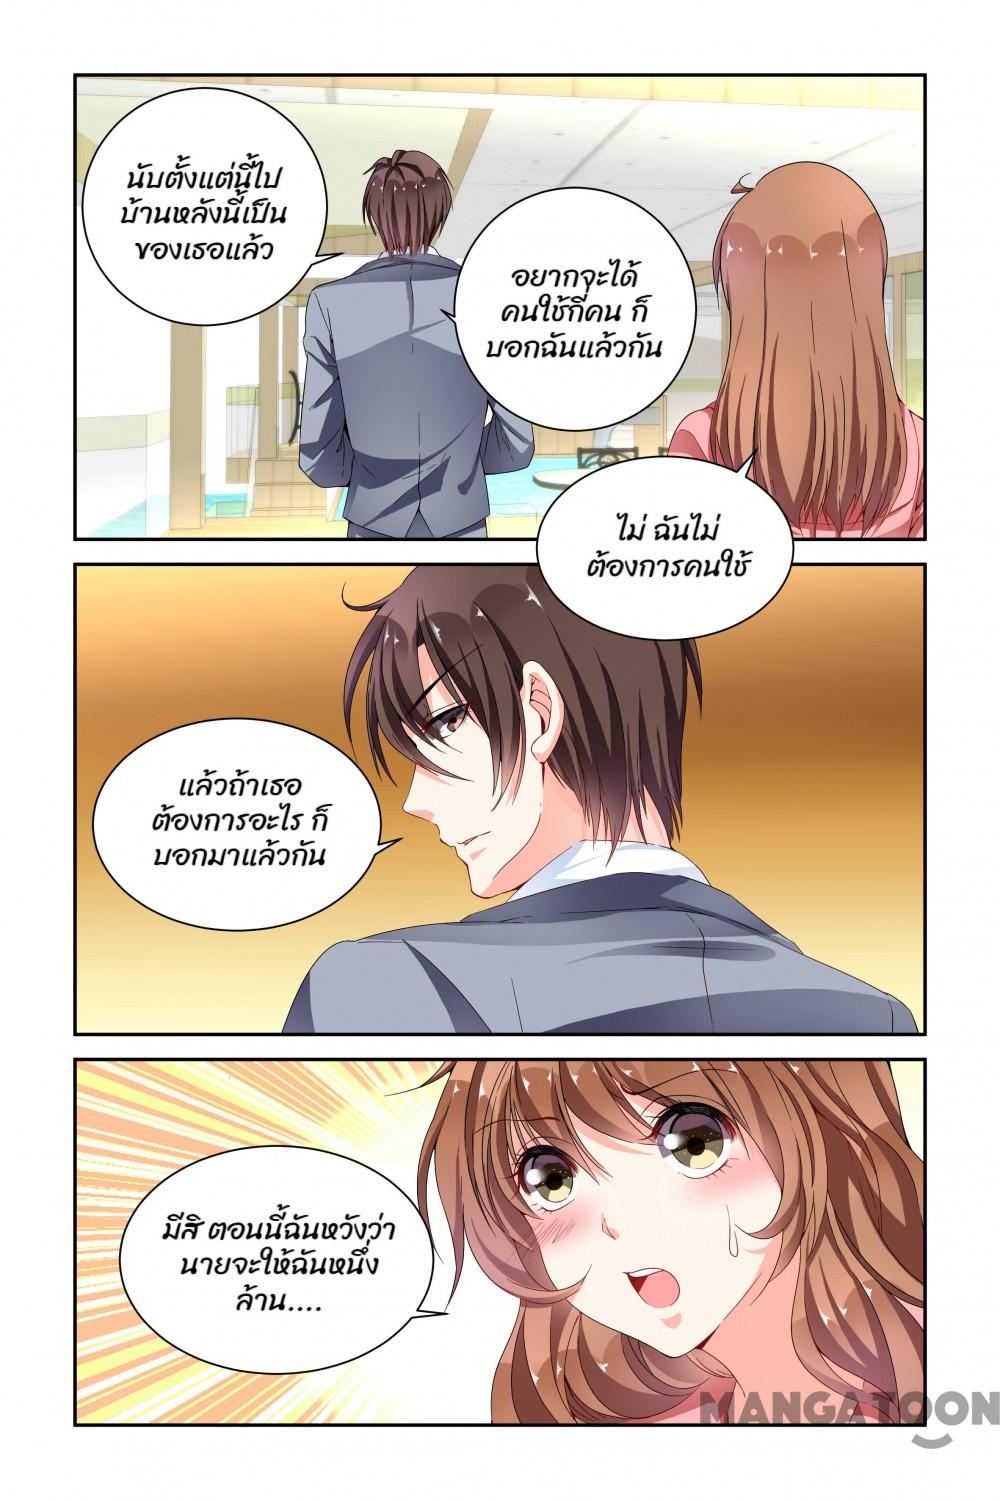 นับตั้งแต่นี้ไป
บ้านหลังนี้เป็น
ของเธอแล้ว
อยากจะได้
คนใช้กี่คน ก็
บอกฉันแล้วกัน
ไม่ ฉันไม่
ต้องการคนใช้
แล้วถ้าเธอ
ต้องการอะไร ก็
บอกมาแล้วกัน
มีสิ ตอนนี้ฉันหวังว่า
นายจะให้ฉันหนึ่ง
ล้าน....
MANGATOON